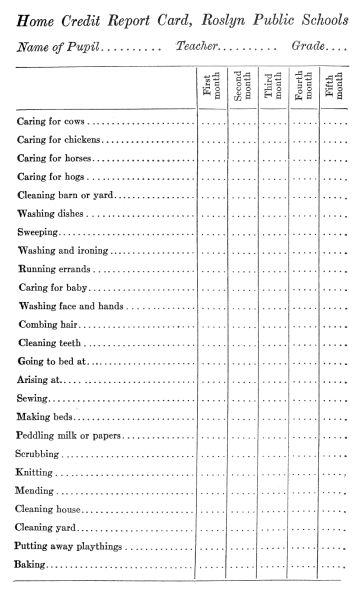 Home Credit Report Card, Roslyn Public Schools
Name of Pupil.......... Teacher.......... Grade....
First month
Second month
Third month
Fourth month
Fifth month
Caring for cows
Caring for chickens
Caring for horses
Caring for hogs
Cleaning barn or yard
Washing dishes
Sweeping
Washing and ironing
Running errands
Caring for baby
Washing face and hands
Combing hair
Cleaning teeth
Going to bed at
Arising at
Sewing
Making beds
Peddling milk or papers
Scrubbing
Knitting
Mending
Cleaning house
Cleaning yard
Putting away playthings
Baking